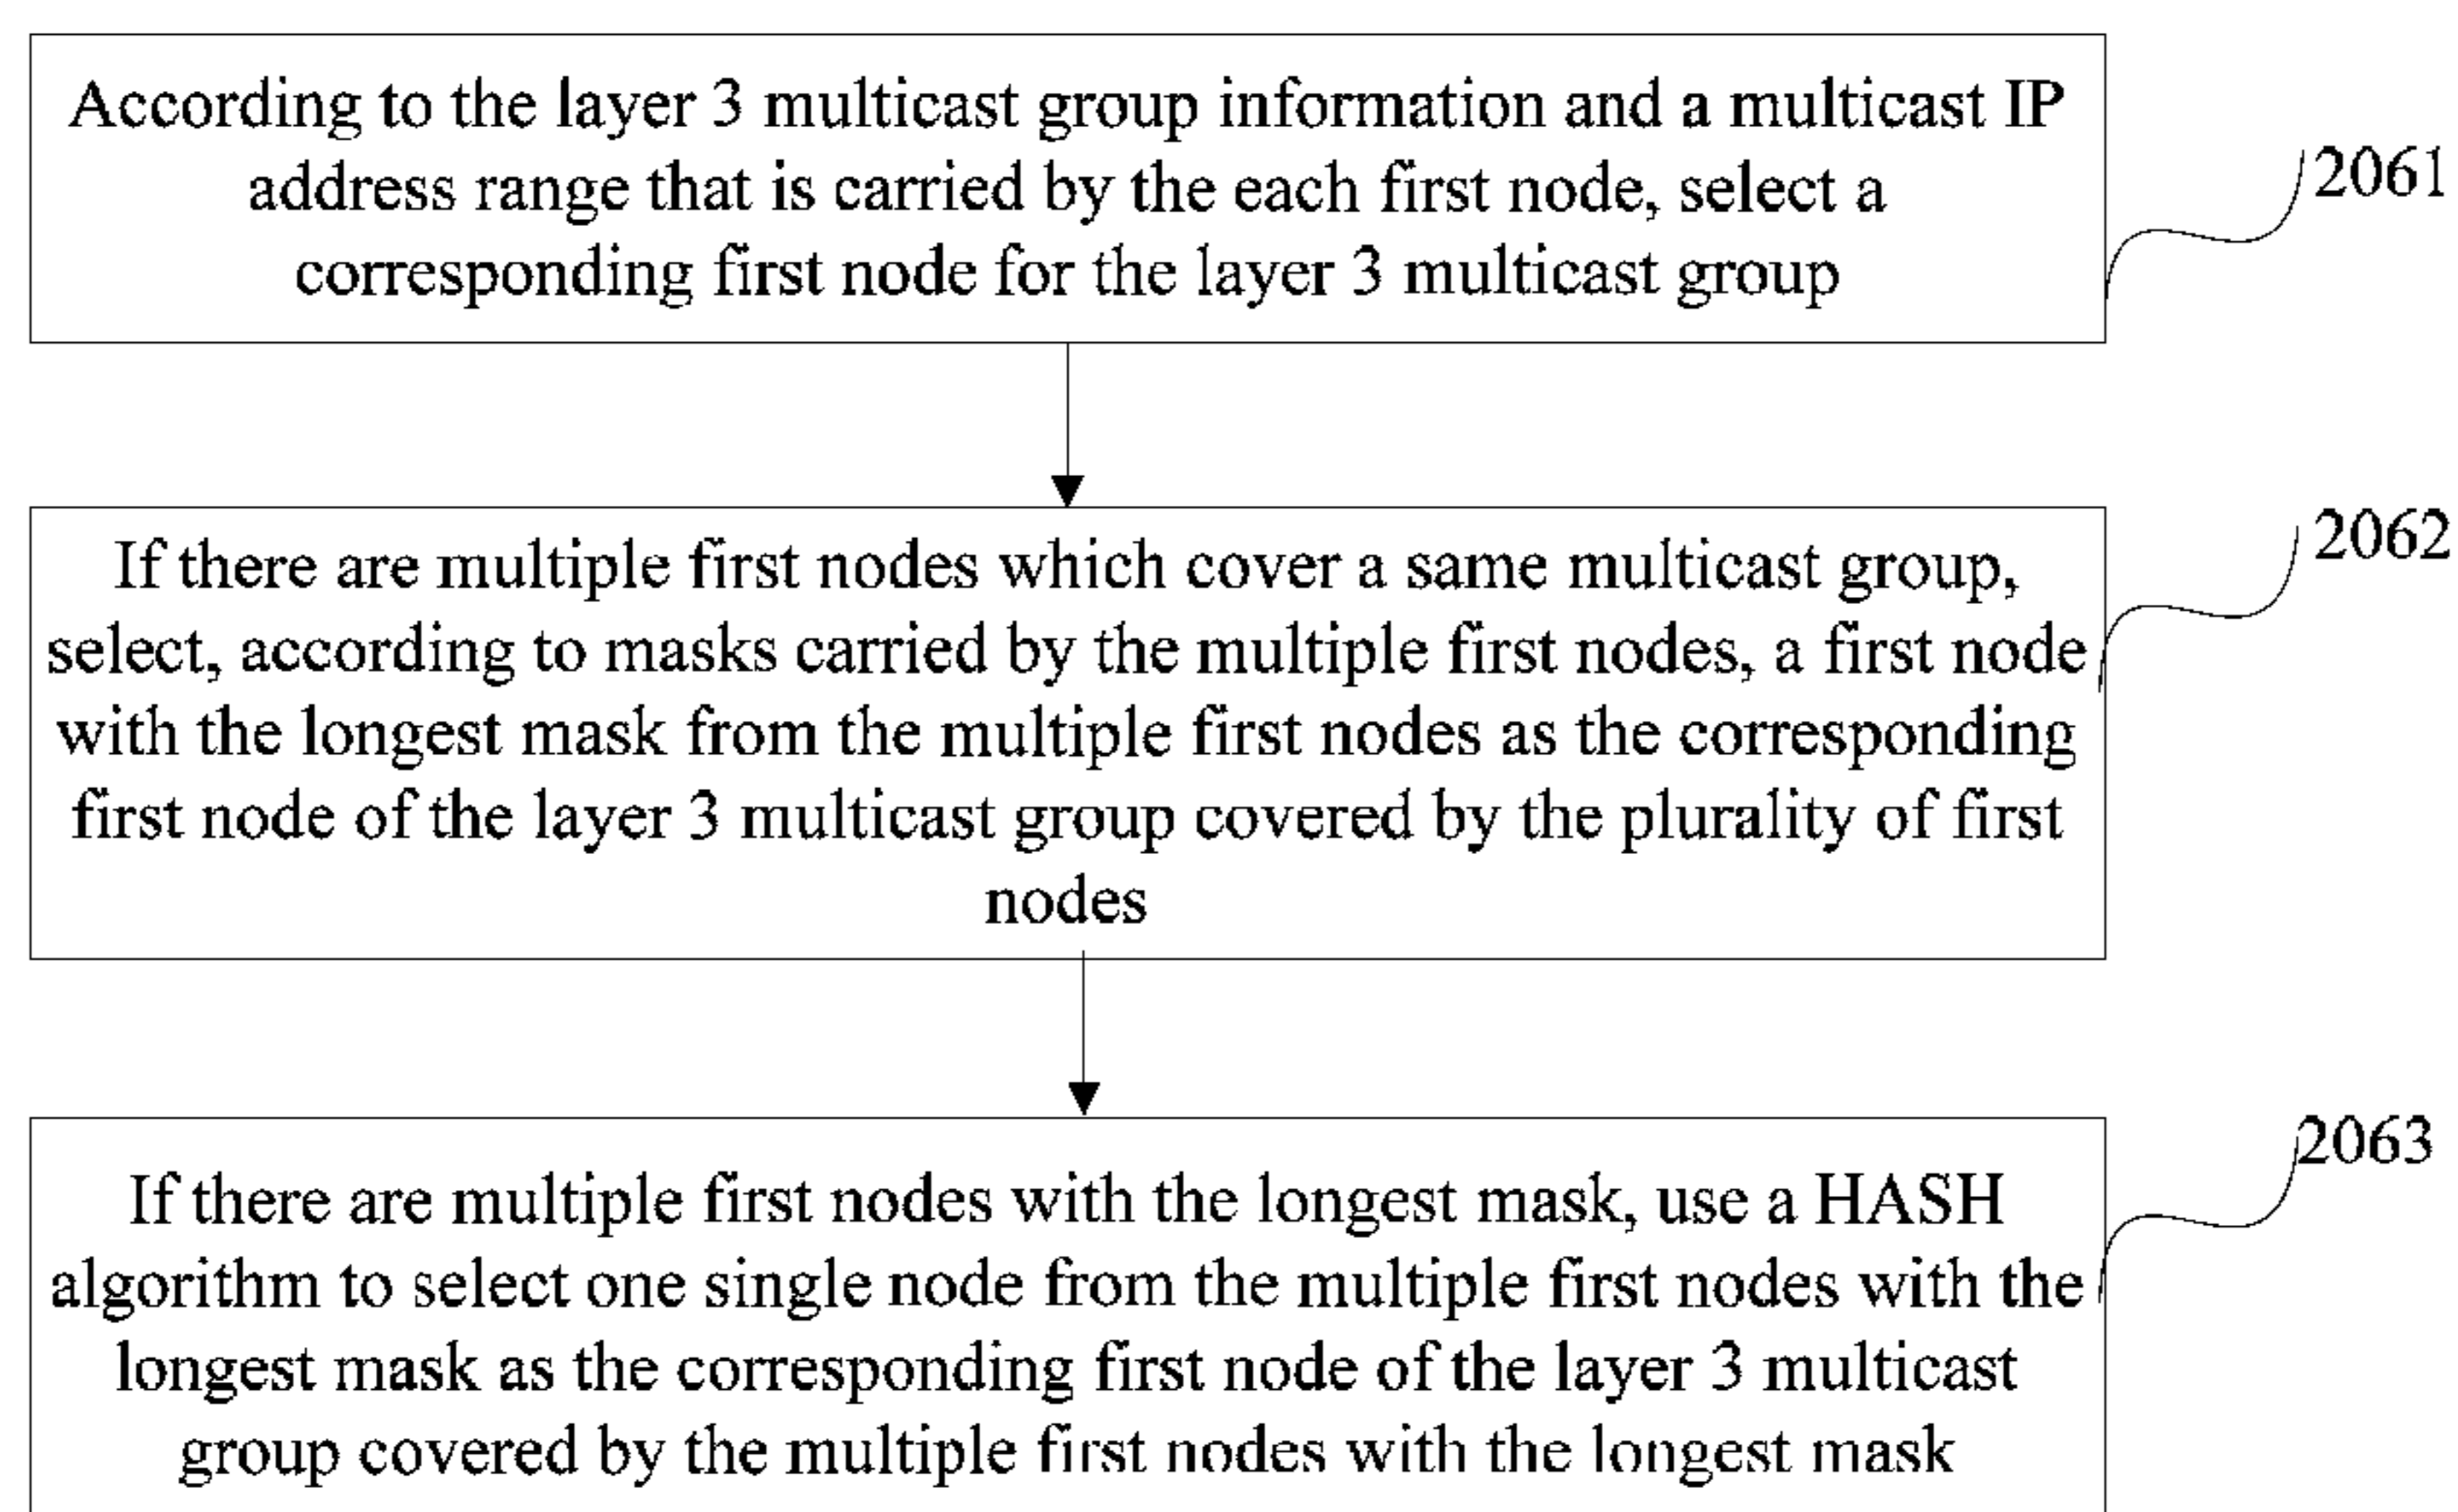 According to the layer 3 multicast group information and a multicast IP
address range that is carried by the each first node, select a
corresponding first node for the layer 3 multicast group
2061
If there are multiple first nodes which cover a same multicast group,
select, according to masks carried by the multiple first nodes, a first node
with the longest mask from the multiple first nodes as the corresponding
first node of the layer 3 multicast group covered by the plurality of first
nodes
2062
If there are multiple first nodes with the longest mask, use a HASH
algorithm to select one single node from the multiple first nodes with the
longest mask as the corresponding first node of the layer 3 multicast
group covered by the multiple first nodes with the longest mask
2063